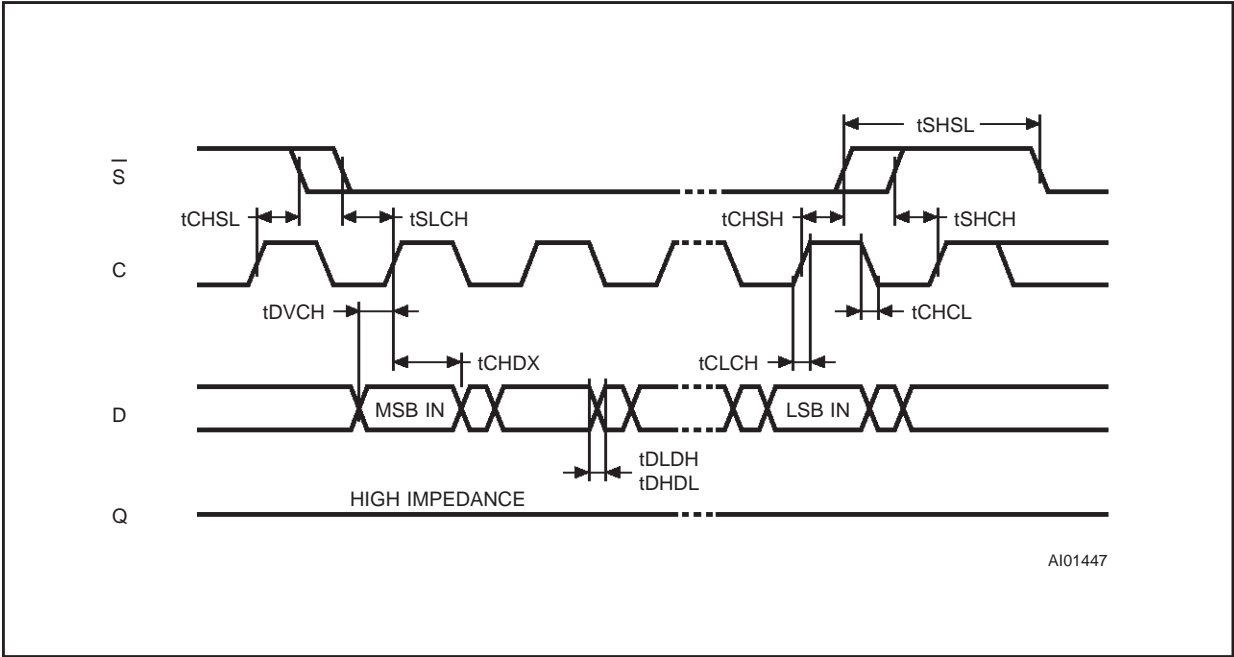 tSHSL
S̅
tCHSL
tSLCH
tCHSH
tSHCH
C
tDVCH
tCHCL
tCHDX
tCLCH
D
MSB IN
LSB IN
tDLDH
tDHDL
HIGH IMPEDANCE
Q
AI01447